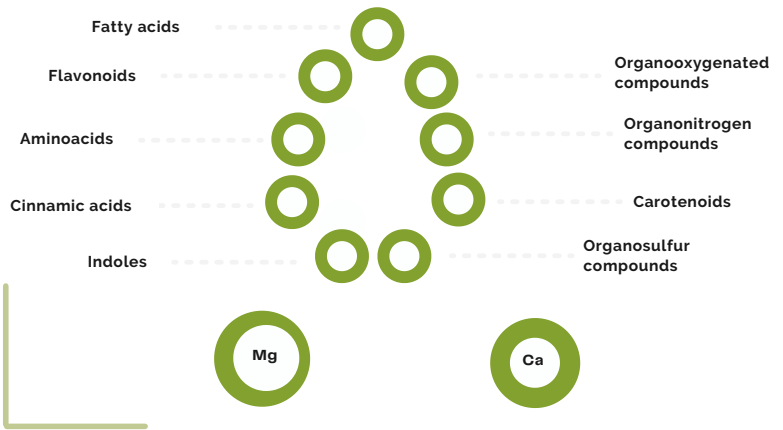 Fatty acids
Flavonoids
Aminoacids
Cinnamic acids
Indoles
Organooxygenated
compounds
Organonitrogen
compounds
Carotenoids
Organosulfur
compounds
Mg
Ca